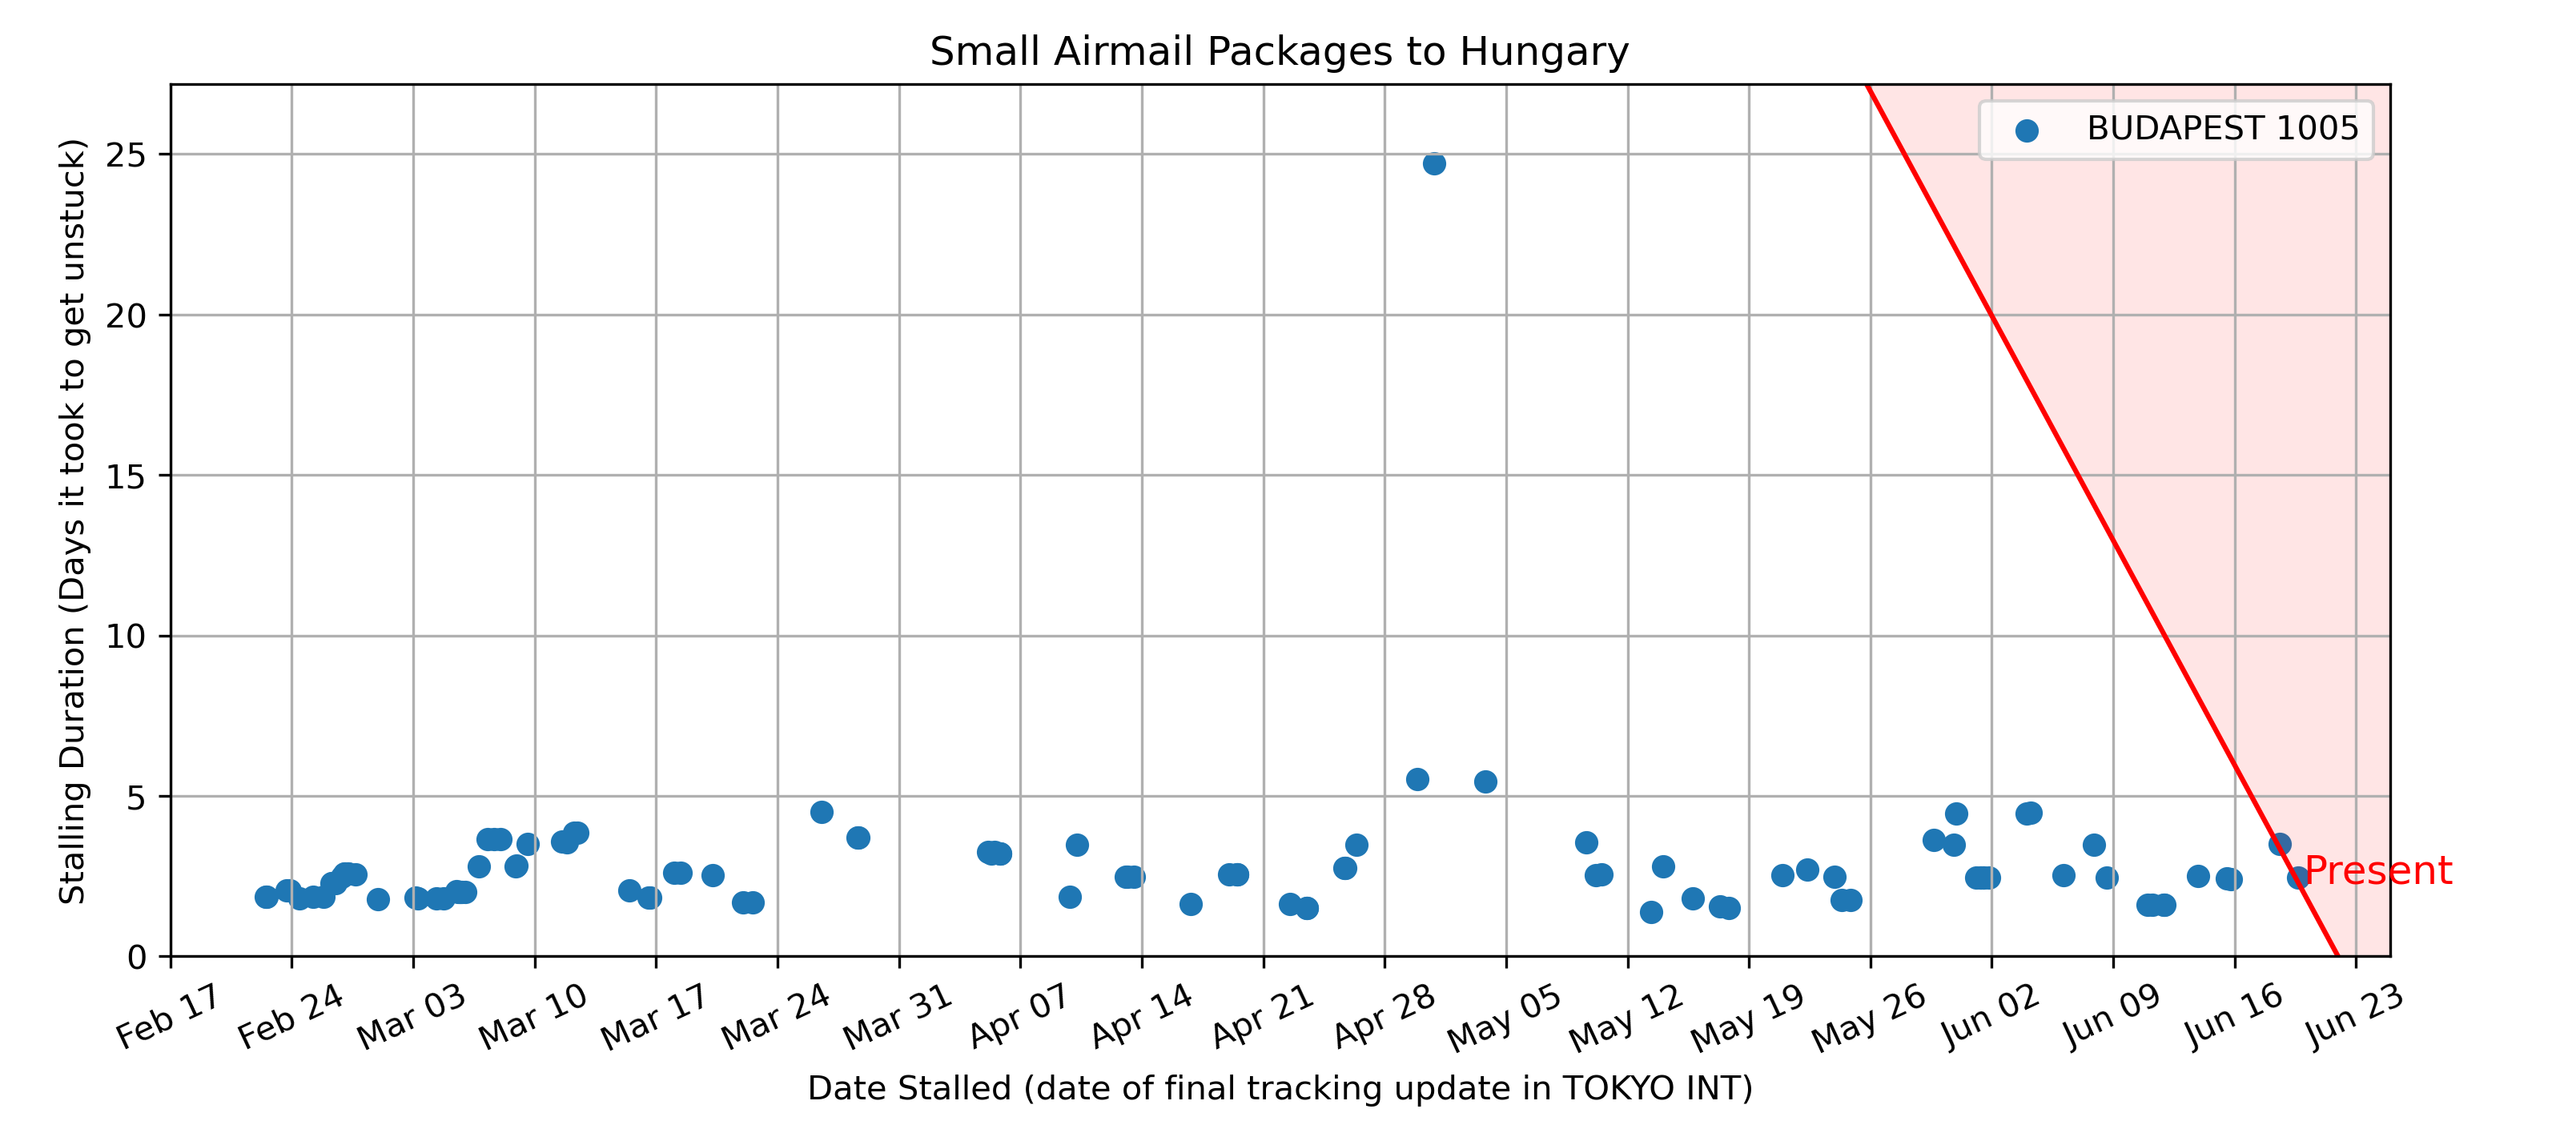 Small Airmail Packages to Hungary
BUDAPEST 1005
Stalling Duration (Days it took to get unstuck)
25
20
15
10
5
0
Present
Feb 17
Feb 24
Mar 03
Mar 10
Mar 17
Mar 24
Mar 31
Apr 07
Apr 14
Apr 21
Apr 28
May 05
May 12
May 19
May 26
Jun 02
Jun 09
Jun 16
Jun 23
Date Stalled (date of final tracking update in TOKYO INT)